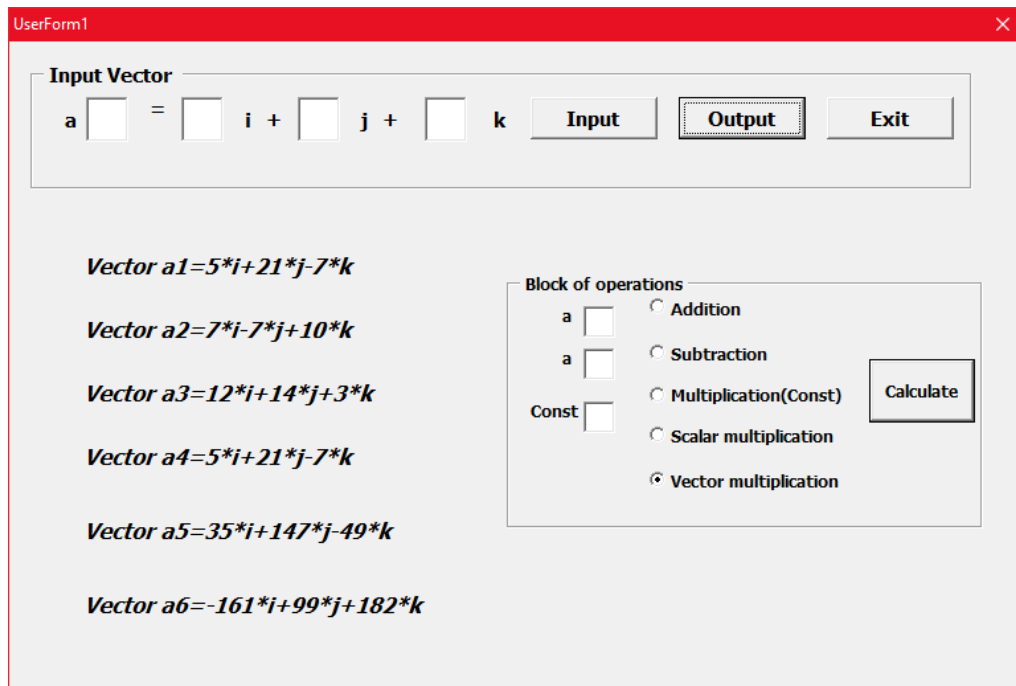 UserForm1
Input Vector
a = i + j + k Input Output Exit
Vector a1=5*i+21*j-7*k
Vector a2=7*i-7*j+10*k
Vector a3=12*i+14*j+3*k
Vector a4=5*i+21*j-7*k
Vector a5=35*i+147*j-49*k
Vector a6=-161*i+99*j+182*k
Block of operations
a Addition
a Subtraction
Const Multiplication(Const)
Scalar multiplication
Vector multiplication
Calculate